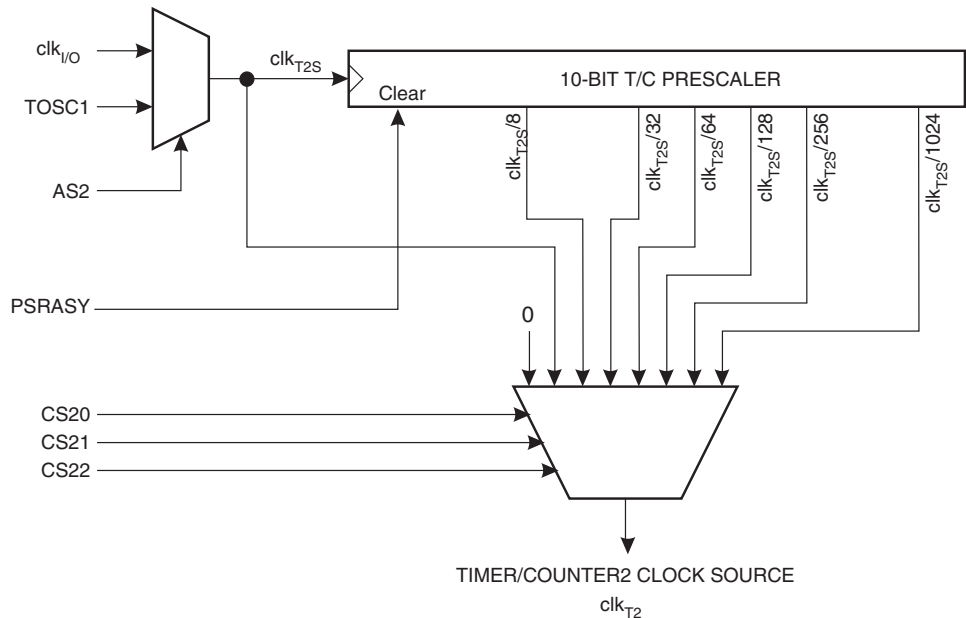 clkI/O
clkT2S
10-BIT T/C PRESCALER
TOSC1
Clear
clkT2S/8
clkT2S/32
clkT2S/64
clkT2S/128
clkT2S/256
clkT2S/1024
AS2
PSRASY
0
CS20
CS21
CS22
TIMER/COUNTER2 CLOCK SOURCE
clkT2